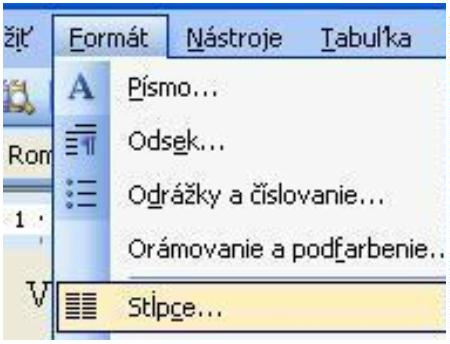 žiť Formát Nástroje Tabuľka
Písmo...
Rom Odsek...
Odrážky a číslovanie...
1
Orámovanie a podfarbenie..
V Stĺpce...